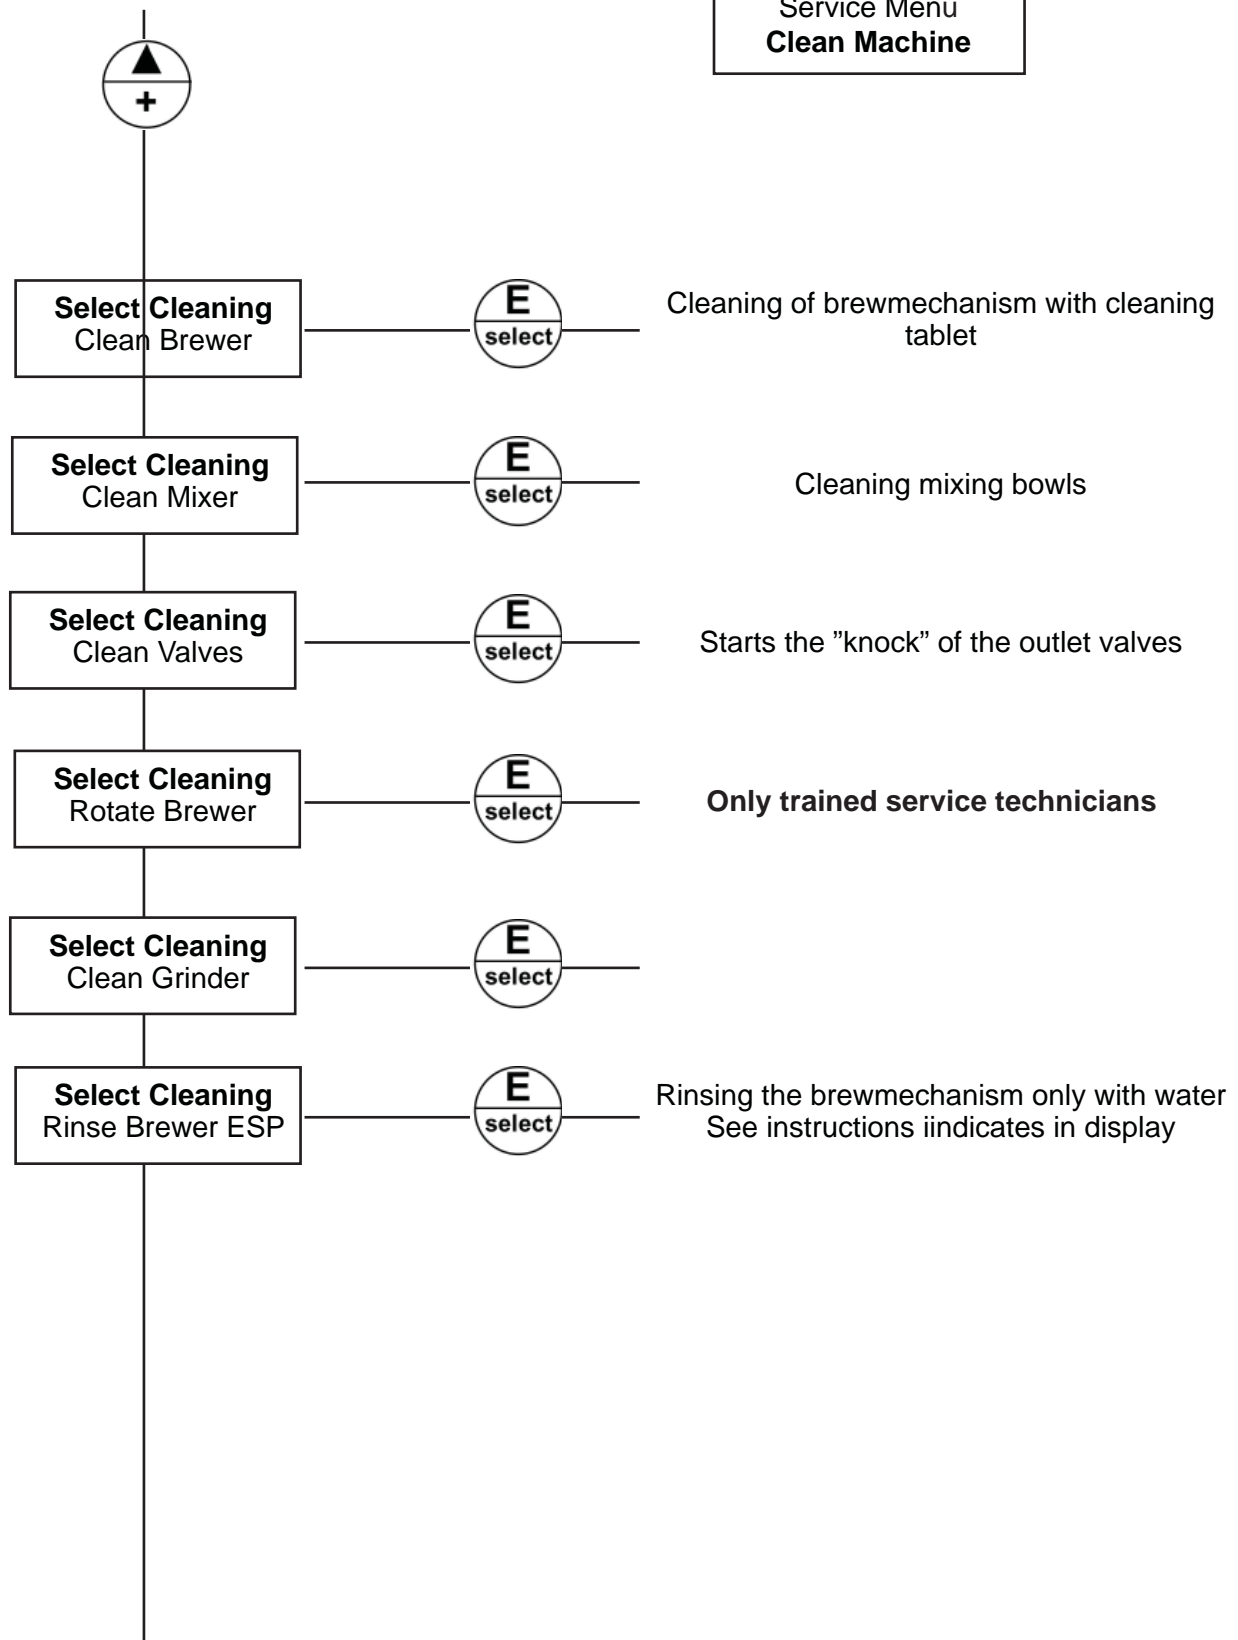 Service Menu
Clean Machine
▲
+
Select Cleaning
Clean Brewer
E
select
Cleaning of brewmechanism with cleaning
tablet
Select Cleaning
Clean Mixer
E
select
Cleaning mixing bowls
Select Cleaning
Clean Valves
E
select
Starts the ”knock” of the outlet valves
Select Cleaning
Rotate Brewer
E
select
Only trained service technicians
Select Cleaning
Clean Grinder
E
select
Select Cleaning
Rinse Brewer ESP
E
select
Rinsing the brewmechanism only with water
See instructions iindicates in display